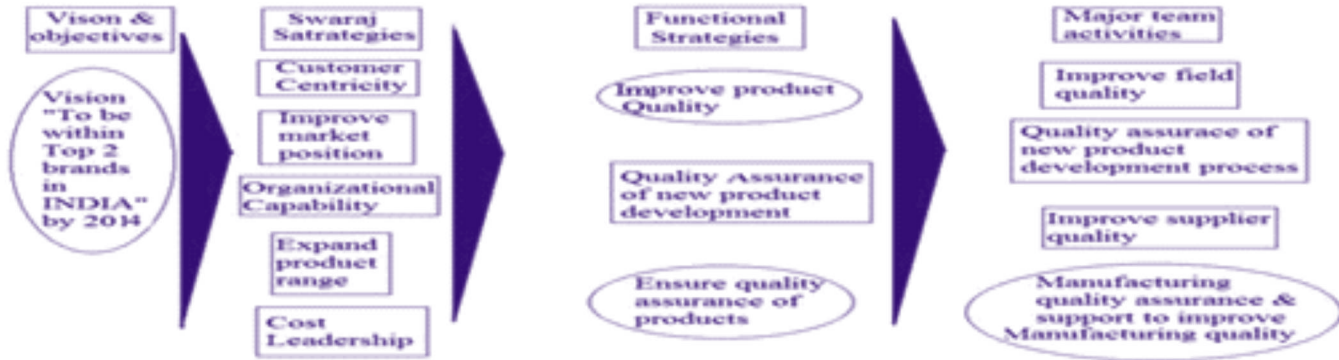 Vison &
objectives
Vision
"To be
within
Top 2
brands
in
INDIA"
by 2014
Swaraj
Satrategies
Customer
Centricity
Improve
market
position
Organizational
Capability
Expand
product
range
Cost
Leadership
Functional
Strategies
Improve product
Quality
Quality Assurance
of new product
development
Ensure quality
assurance of
products
Major team
activities
Improve field
quality
Quality assurace of
new product
development process
Improve supplier
quality
Manufacturing
quality assurance &
support to improve
Manufacturing quality